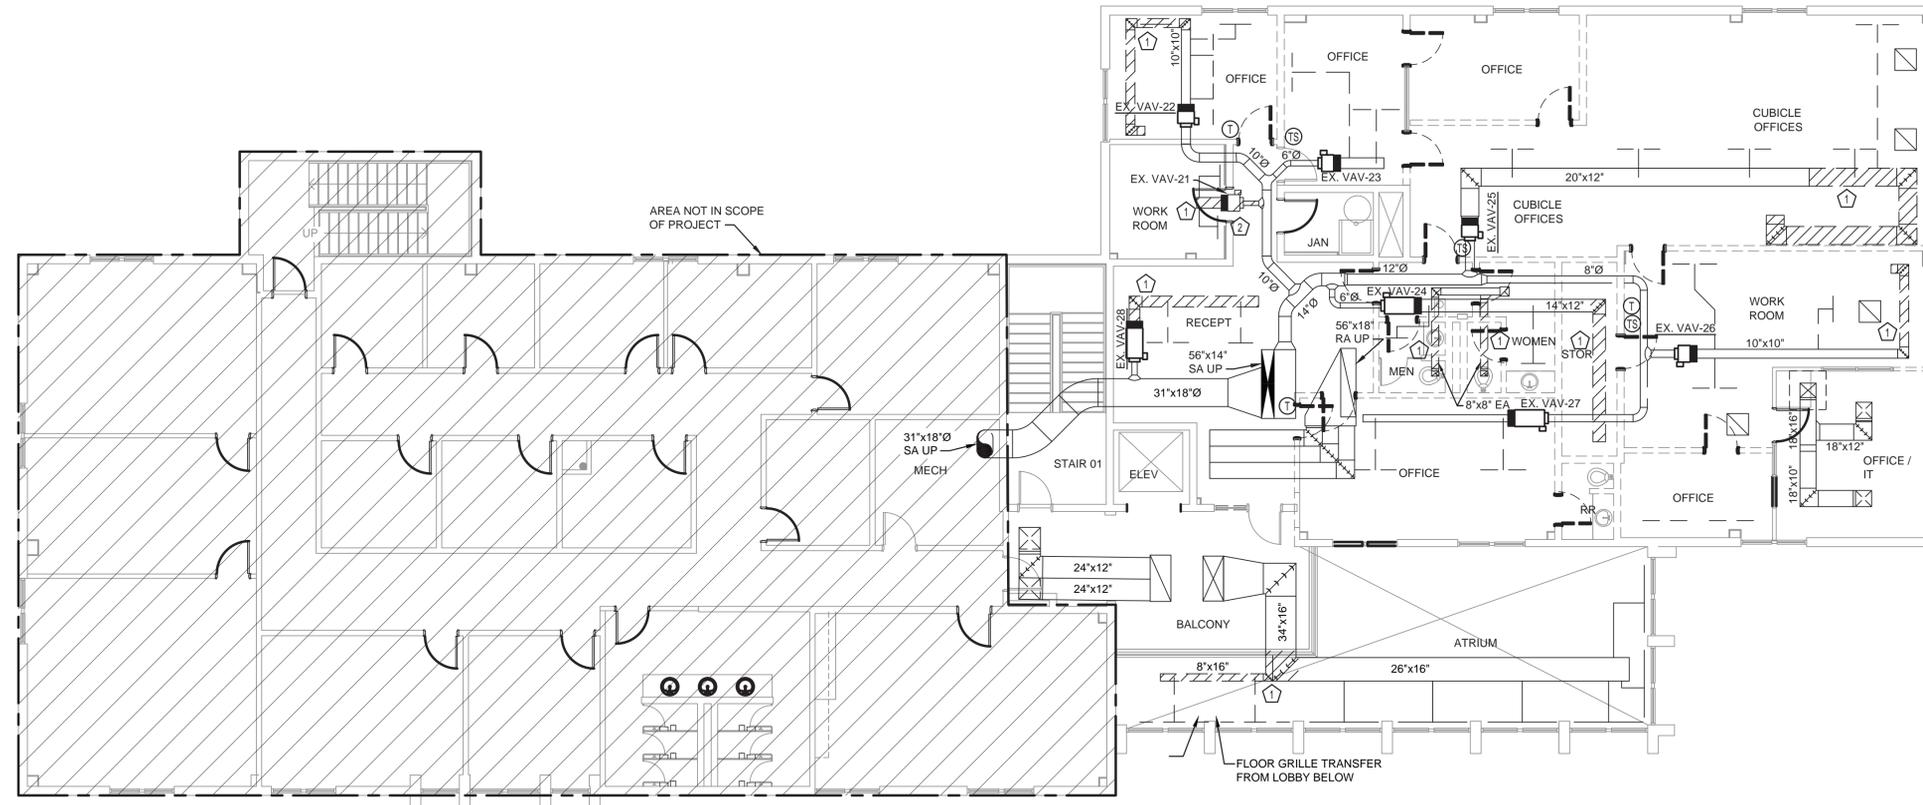 1
10"x10"
OFFICE
OFFICE
OFFICE
EX. VAV-22
CUBICLE
OFFICES
T
TS
10"Ø
6"Ø
EX. VAV-23
EX. VAV-21
20"x12"
1
WORK
ROOM
1
2
JAN
EX. VAV-25
CUBICLE
OFFICES
TS
AREA NOT IN SCOPE
OF PROJECT
UP
10"Ø
12"Ø
8"Ø
1
14"Ø
6"Ø
EX. VAV-24
14"x12"
T
TS
WORK
ROOM
1
RECEPT
EX. VAV-28
56"x18"
RA UP
1
1
WOMEN
1
STOR
EX. VAV-26
10"x10"
56"x14"
SA UP
MEN
31"x18"Ø
T
8"x8" EA
EX. VAV-27
31"x18"Ø
SA UP
MECH
STAIR 01
ELEV
OFFICE
18"x16"
18"x12"
OFFICE /
IT
18"x10"
OFFICE
RR
24"x12"
24"x12"
BALCONY
34"x16"
ATRIUM
8"x16"
26"x16"
1
FLOOR GRILLE TRANSFER
FROM LOBBY BELOW